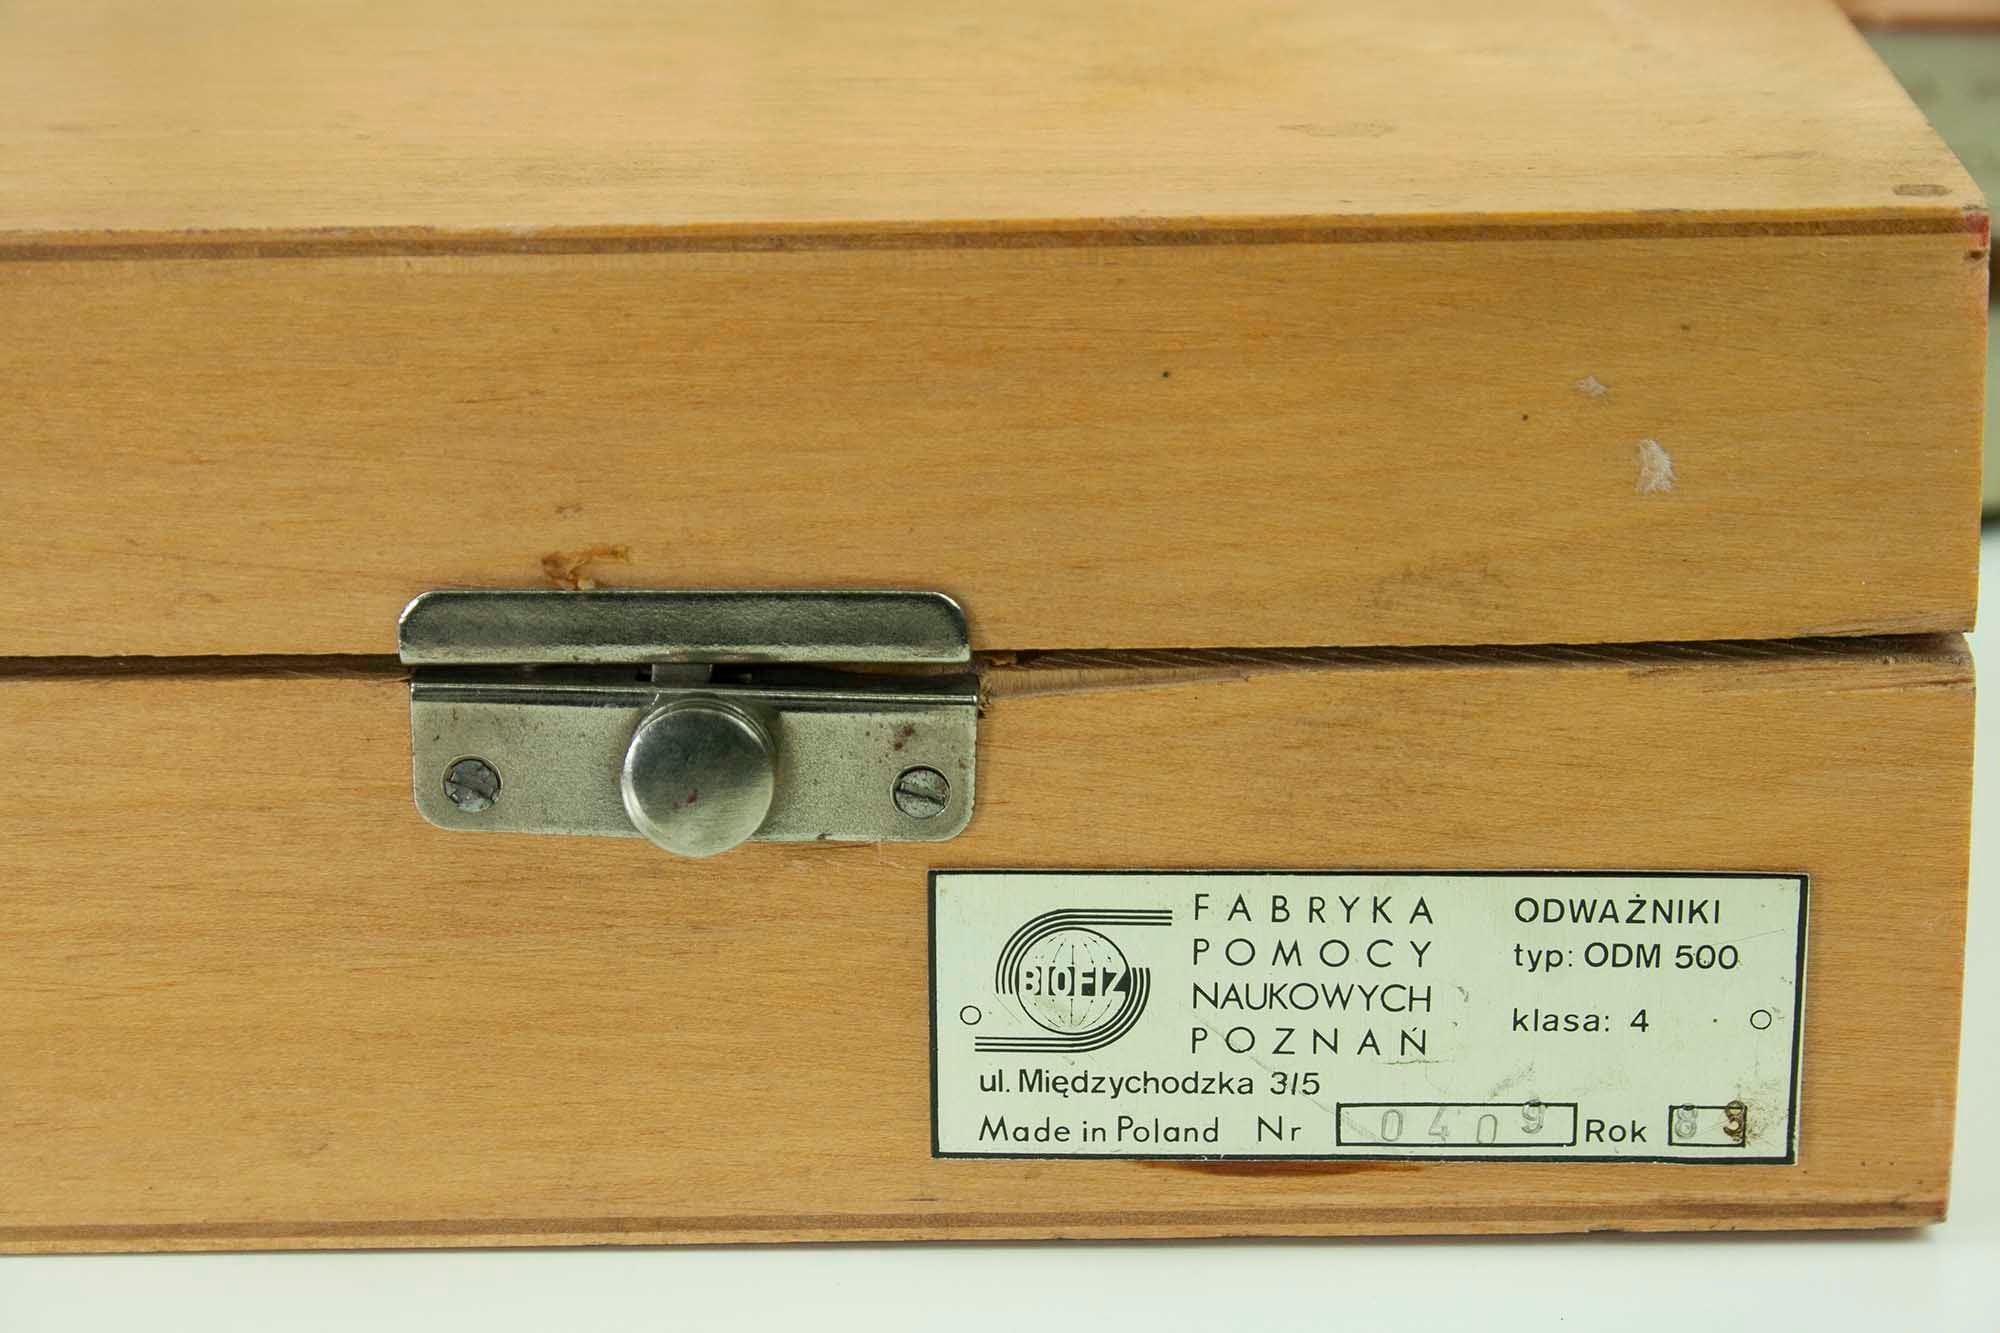 BIOFIZ
FABRYKA
POMOCY
NAUKOWYCH
POZNAŃ
ul. Międzychodzka 3/5
Made in Poland Nr 0409 Rok 83
ODWAŻNIKI
typ: ODM 500
klasa: 4